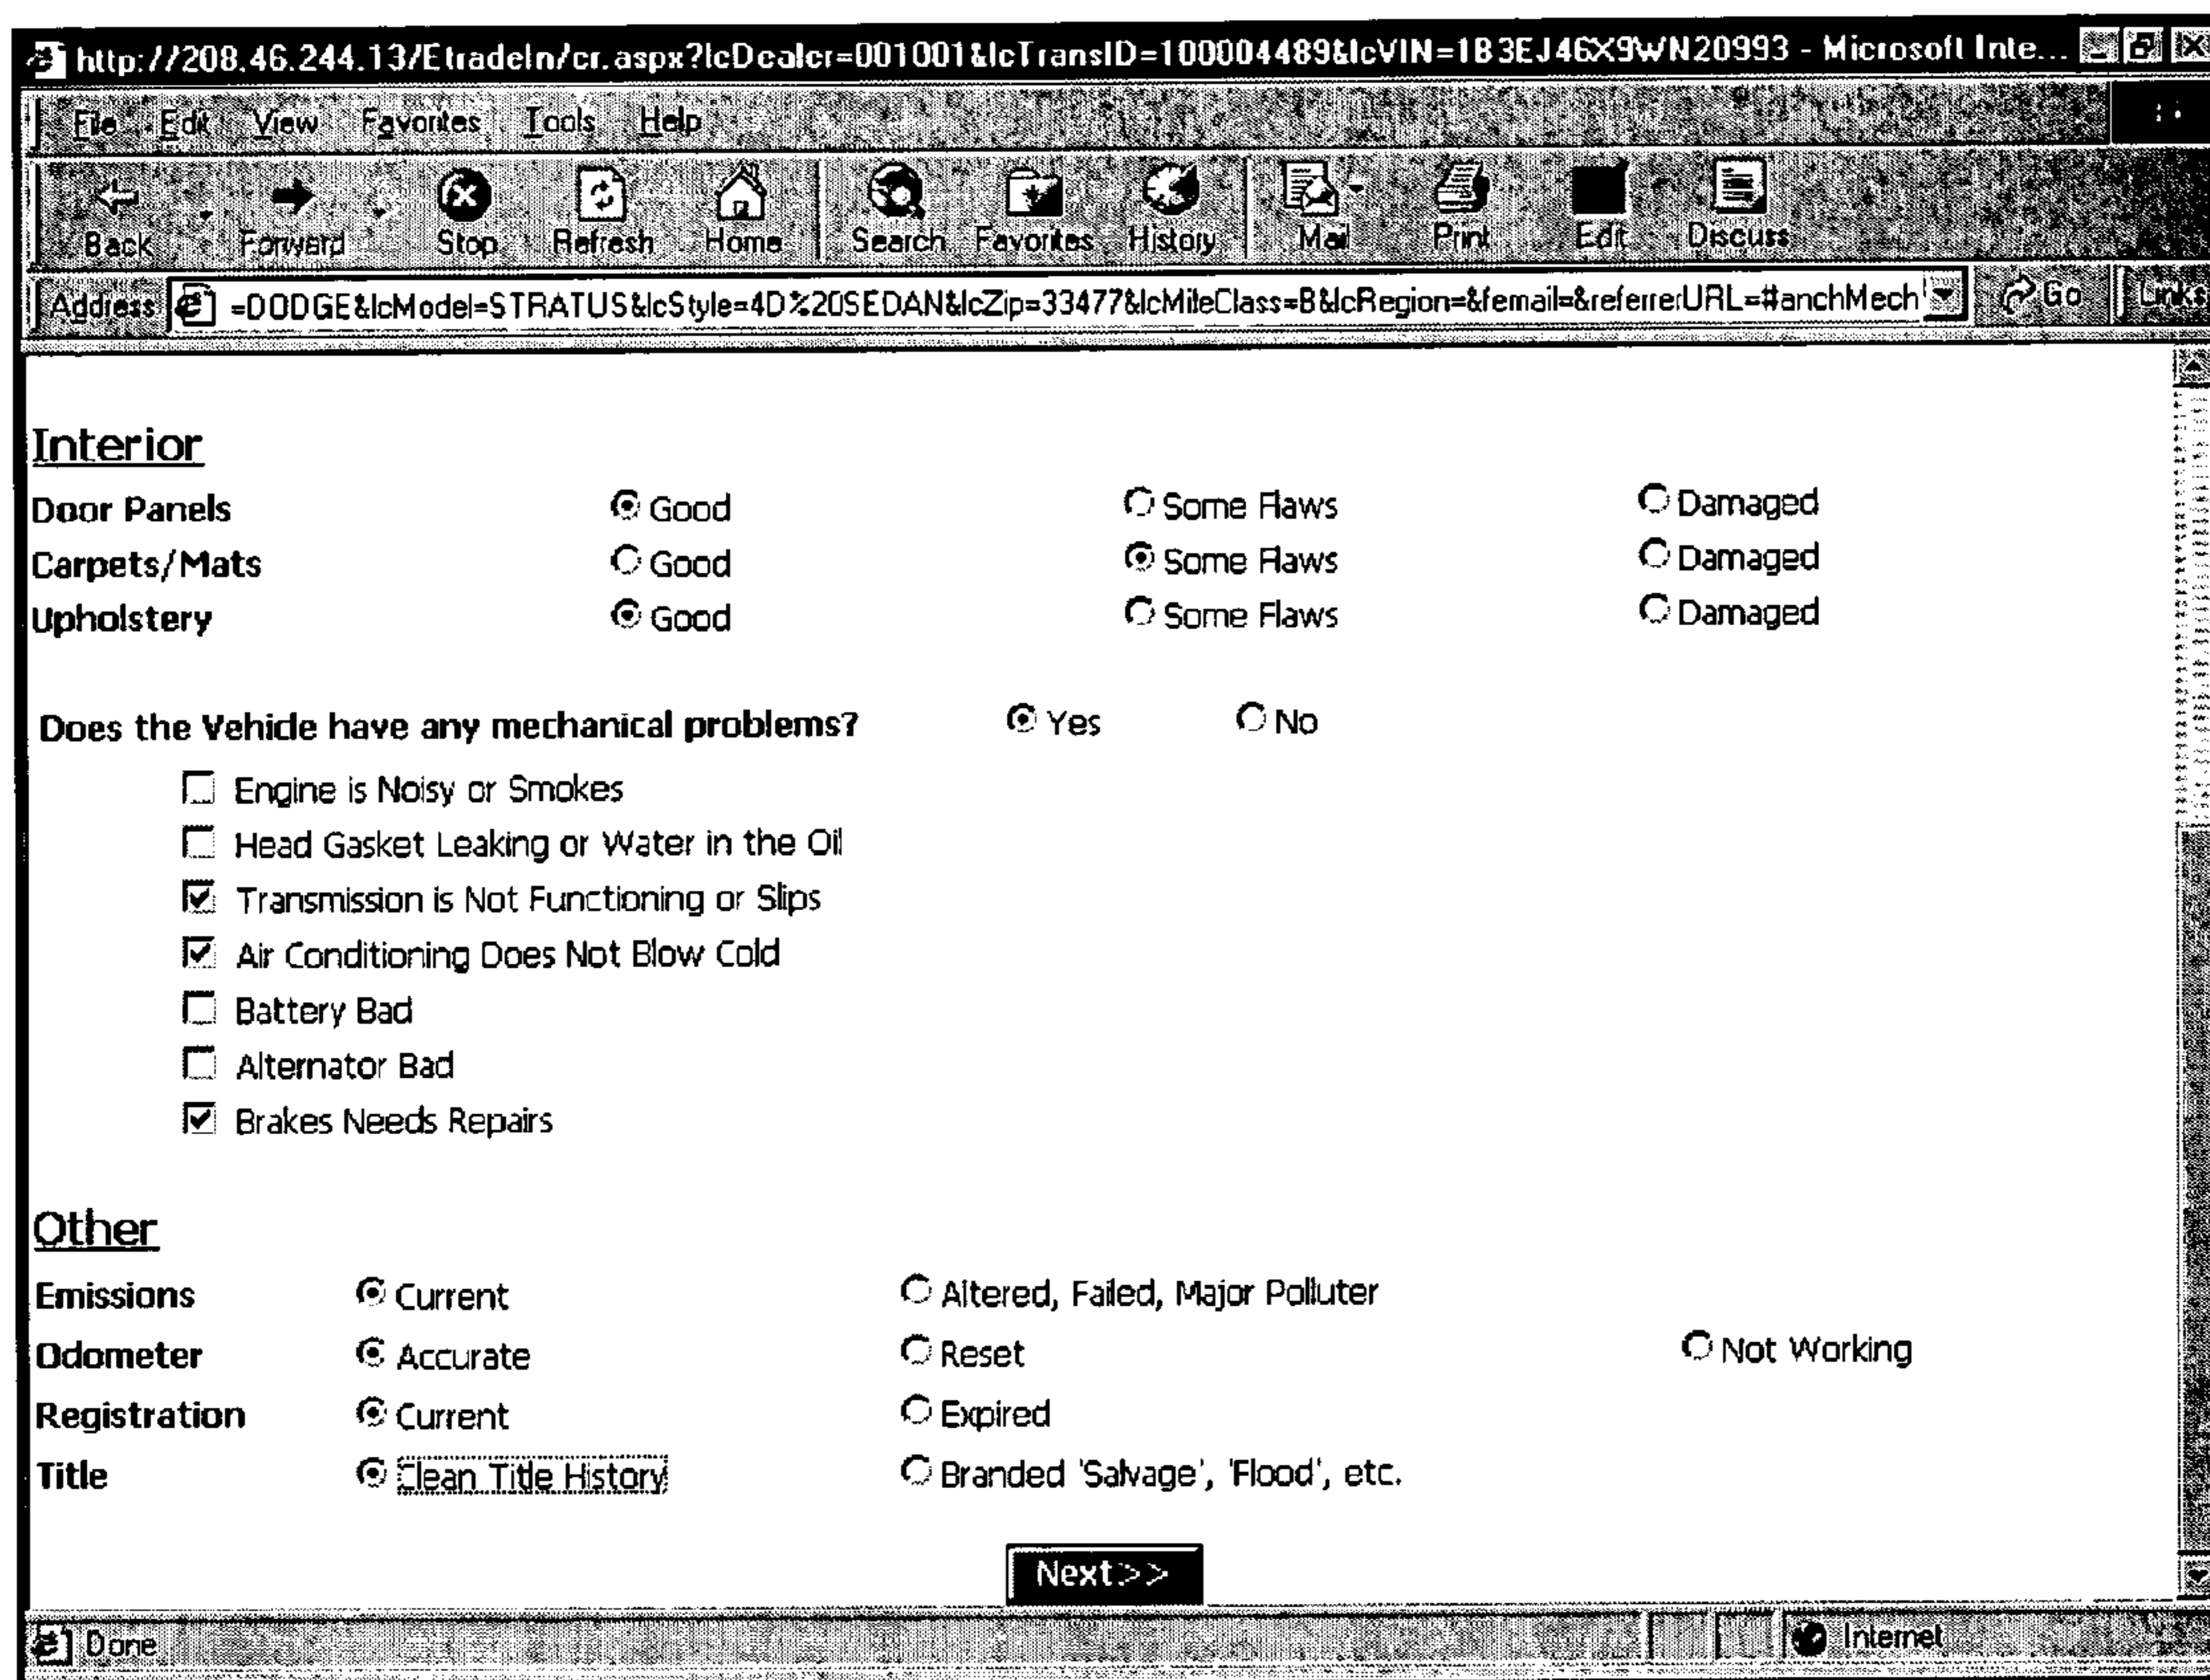 http://208.46.244.13/EtradeIn/cr.aspx?lcDealer=001001&lcTransID=100004489&lcVIN=1B3EJ46X9WN20993 - Microsoft Inte...
File Edit View Favorites Tools Help
Back Forward Stop Refresh Home Search Favorites History Mail Print Edit Discuss
Address =DODGE&lcModel=STRATUS&lcStyle=4D%20SEDAN&lcZip=33477&lcMileClass=B&lcRegion=&femail=&referrerURL=#anchMech Go Links
Interior
Door Panels Good Some Flaws Damaged
Carpets/Mats Good Some Flaws Damaged
Upholstery Good Some Flaws Damaged
Does the Vehicle have any mechanical problems? Yes No
Engine is Noisy or Smokes
Head Gasket Leaking or Water in the Oil
Transmission is Not Functioning or Slips
Air Conditioning Does Not Blow Cold
Battery Bad
Alternator Bad
Brakes Needs Repairs
Other
Emissions Current Altered, Failed, Major Polluter
Odometer Accurate Reset Not Working
Registration Current Expired
Title Clean Title History Branded 'Salvage', 'Flood', etc.
Next>>
Done Internet